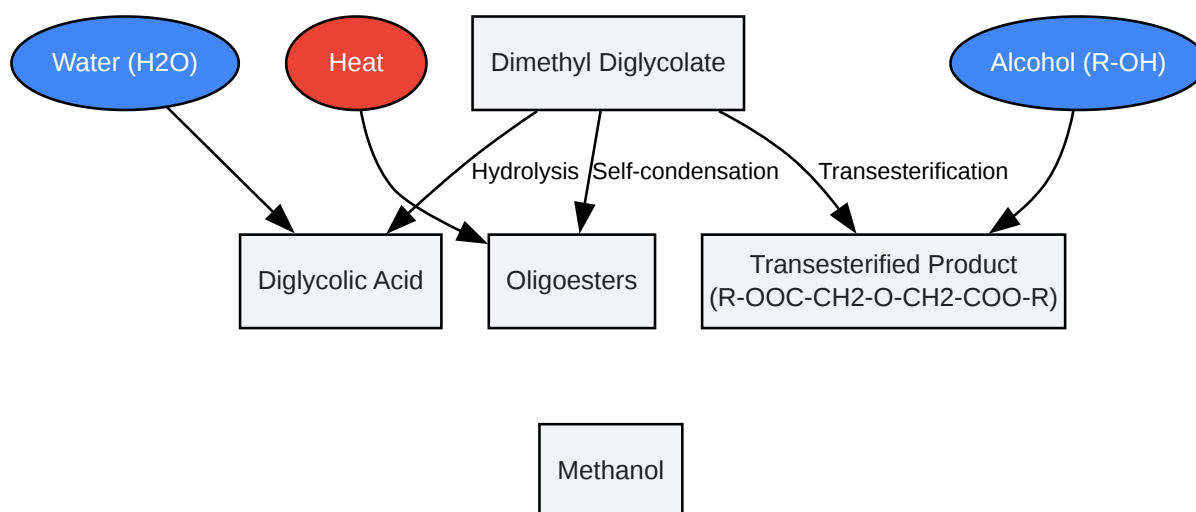 Water (H2O)
Heat
Dimethyl Diglycolate
Alcohol (R-OH)
Hydrolysis
Self-condensation
Transesterification
Diglycolic Acid
Oligoesters
Transesterified Product
(R-OOC-CH2-O-CH2-COO-R)
Methanol